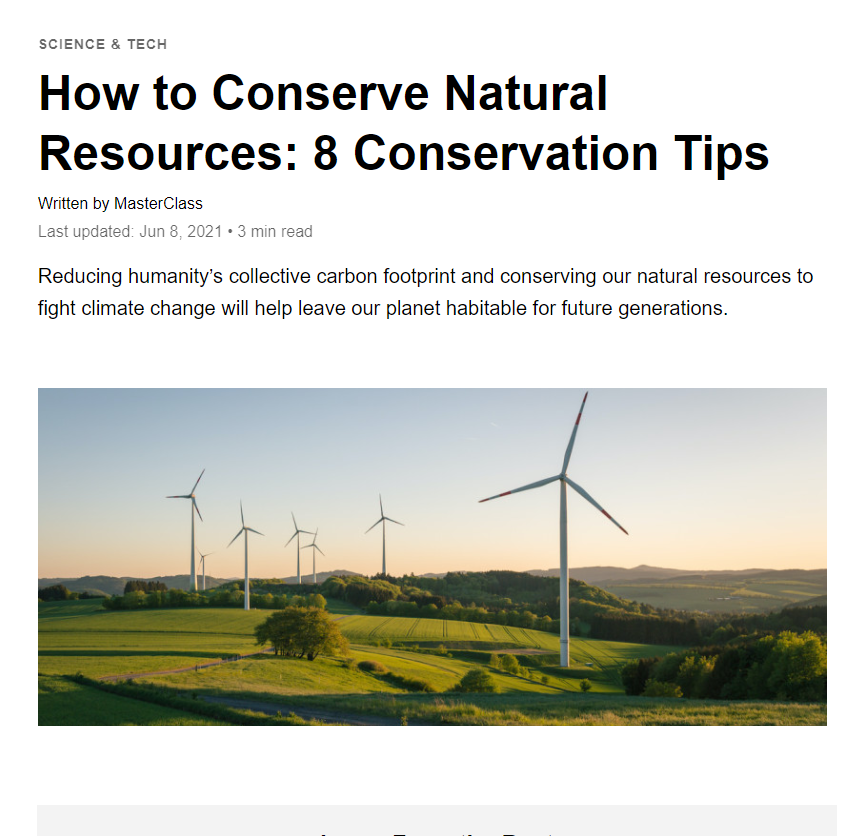 SCIENCE & TECH
How to Conserve Natural
Resources: 8 Conservation Tips
Written by MasterClass
Last updated: Jun 8, 2021 • 3 min read
Reducing humanity’s collective carbon footprint and conserving our natural resources to
fight climate change will help leave our planet habitable for future generations.